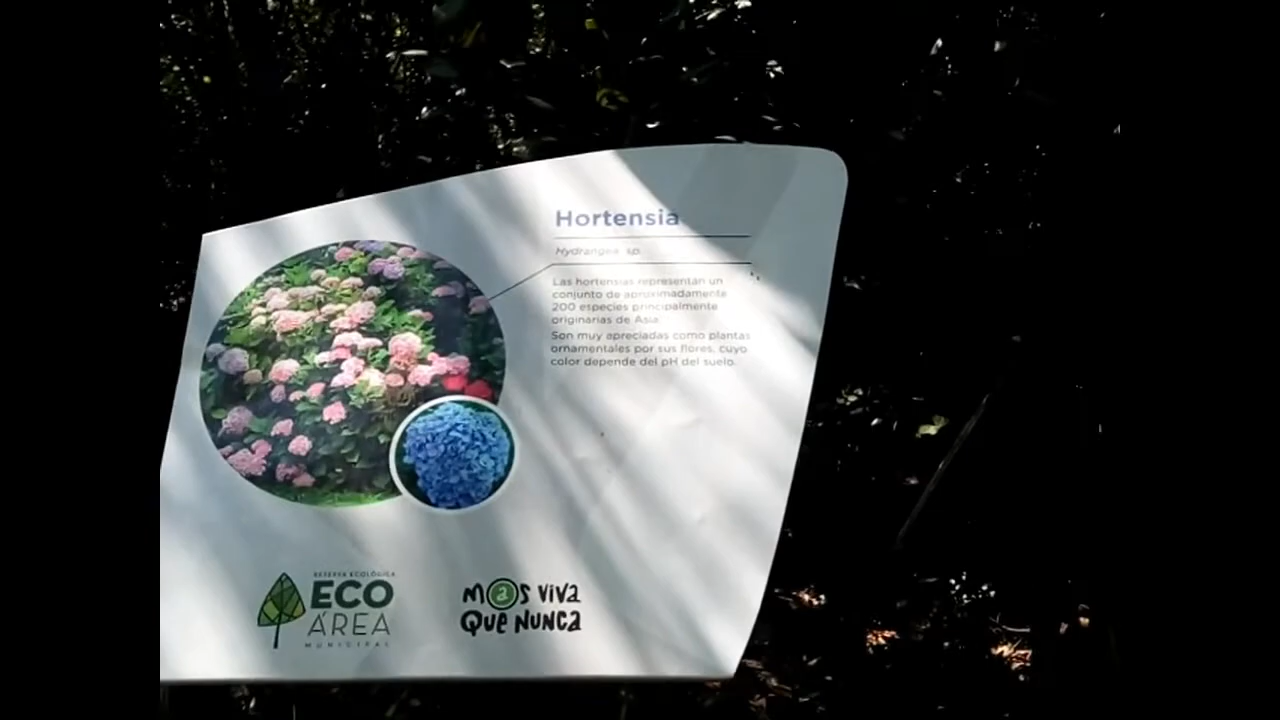 Hortensia
Hydrangea sp.
Las hortensias representan un
conjunto de aproximadamente
200 especies principalmente
originarias de Asia.
Son muy apreciadas como plantas
ornamentales por sus flores, cuyo
color depende del pH del suelo.
RESERVA ECOLÓGICA
ECO
ÁREA
MUNICIPAL
mas viva
Que NUNCA